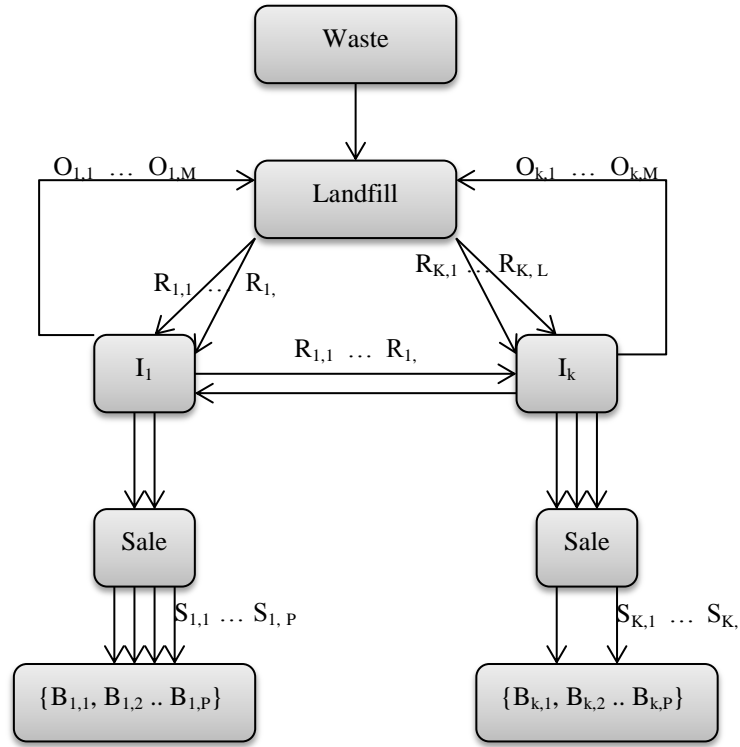 Waste
O1,1 … O1,M
Ok,1 … Ok,M
Landfill
R1,1 … R1,
RK,1 … RK, L
R1,1 … R1,
I1
Ik
Sale
Sale
S1,1 … S1, P
SK,1 … SK,
{B1,1, B1,2 .. B1,P}
{Bk,1, Bk,2 .. Bk,P}